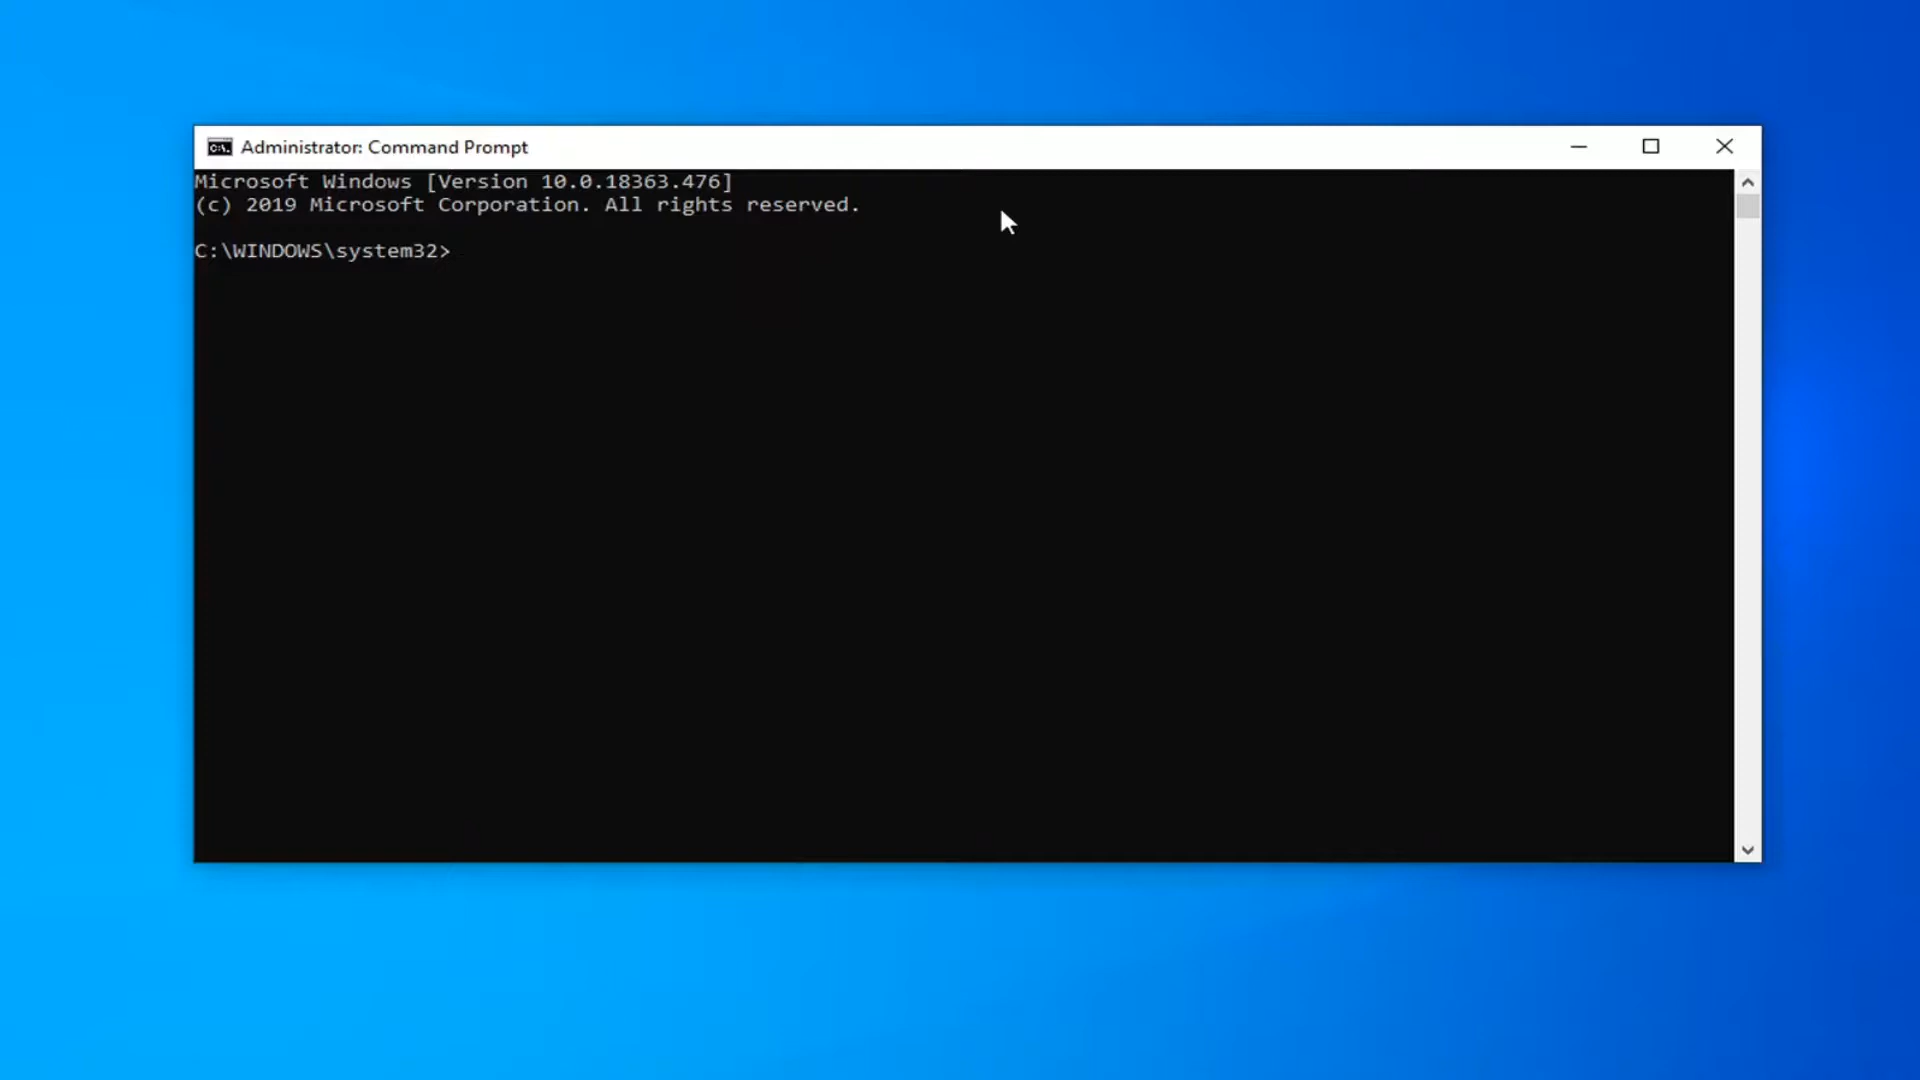 Administrator: Command Prompt
Microsoft Windows [Version 10.0.18363.476]
(c) 2019 Microsoft Corporation. All rights reserved.
C:\WINDOWS\system32>